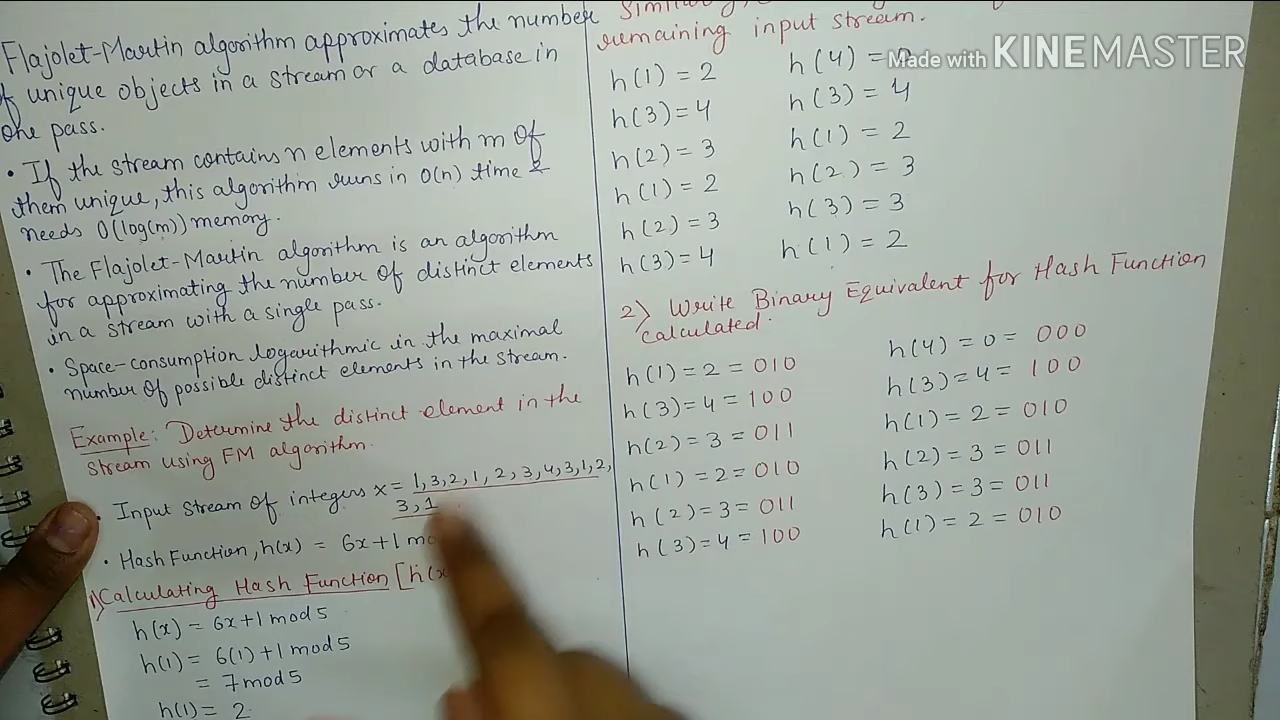 Flajolet-Martin algorithm approximates the number
of unique objects in a stream or a database in
one pass.
• If the stream contains n elements with m of
them unique, this algorithm runs in O(n) time &
needs O(log(m)) memory.
• The Flajolet-Martin algorithm is an algorithm
for approximating the number of distinct elements
in a stream with a single pass.
• Space-consumption logarithmic in the maximal
number of possible distinct elements in the stream.
Example: Determine the distinct element in the
stream using FM algorithm.
• Input stream of integers x = 1,3,2,1,2,3,4,3,1,2,
3,1
• Hash Function, h(x) = 6x+1 mo
1) Calculating Hash Function [h(x
h(x) = 6x+1 mod 5
h(1) = 6(1)+1 mod 5
= 7 mod 5
h(1) = 2
remaining input stream.
h(1) = 2
h(3) = 4
h(2) = 3
h(1) = 2
h(2) = 3
h(3) = 4
h(4) =
h(3) = 4
h(1) = 2
h(2) = 3
h(3) = 3
h(1) = 2
2) Write Binary Equivalent for Hash Function
calculated.
h(1) = 2 = 010
h(3) = 4 = 100
h(2) = 3 = 011
h(1) = 2 = 010
h(2) = 3 = 011
h(3) = 4 = 100
h(4) = 0 = 000
h(3) = 4 = 100
h(1) = 2 = 010
h(2) = 3 = 011
h(3) = 3 = 011
h(1) = 2 = 010
Made with KINEMASTER